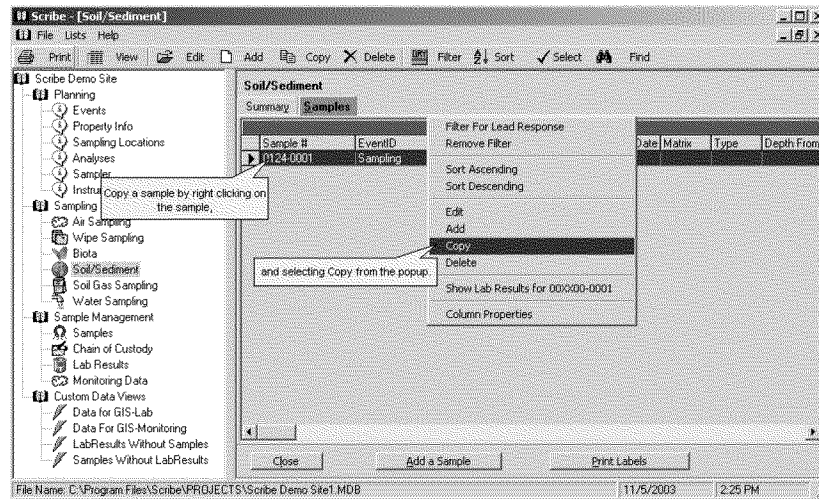 Scribe - [Soil/Sediment]
File Lists Help
Print View Edit Add Copy Delete Filter Sort Select Find
Scribe Demo Site
Planning
Events
Property Info
Sampling Locations
Analyses
Sampler
Instru
Sampling
Air Sampling
Wipe Sampling
Biota
Soil/Sediment
Soil Gas Sampling
Water Sampling
Sample Management
Samples
Chain of Custody
Lab Results
Monitoring Data
Custom Data Views
Data for GIS-Lab
Data For GIS-Monitoring
LabResults Without Samples
Samples Without LabResults
Soil/Sediment
Summary Samples
Sample # EventID Date Matrix Type Depth From
0124-0001 Sampling
Copy a sample by right clicking on
the sample,
and selecting Copy from the popup
Filter For Lead Response
Remove Filter
Sort Ascending
Sort Descending
Edit
Add
Copy
Delete
Show Lab Results for 00XX00-0001
Column Properties
Close Add a Sample Print Labels
File Name: C:\Program Files\Scribe\PROJECTS\Scribe Demo Site1.MDB 11/5/2003 2:25 PM